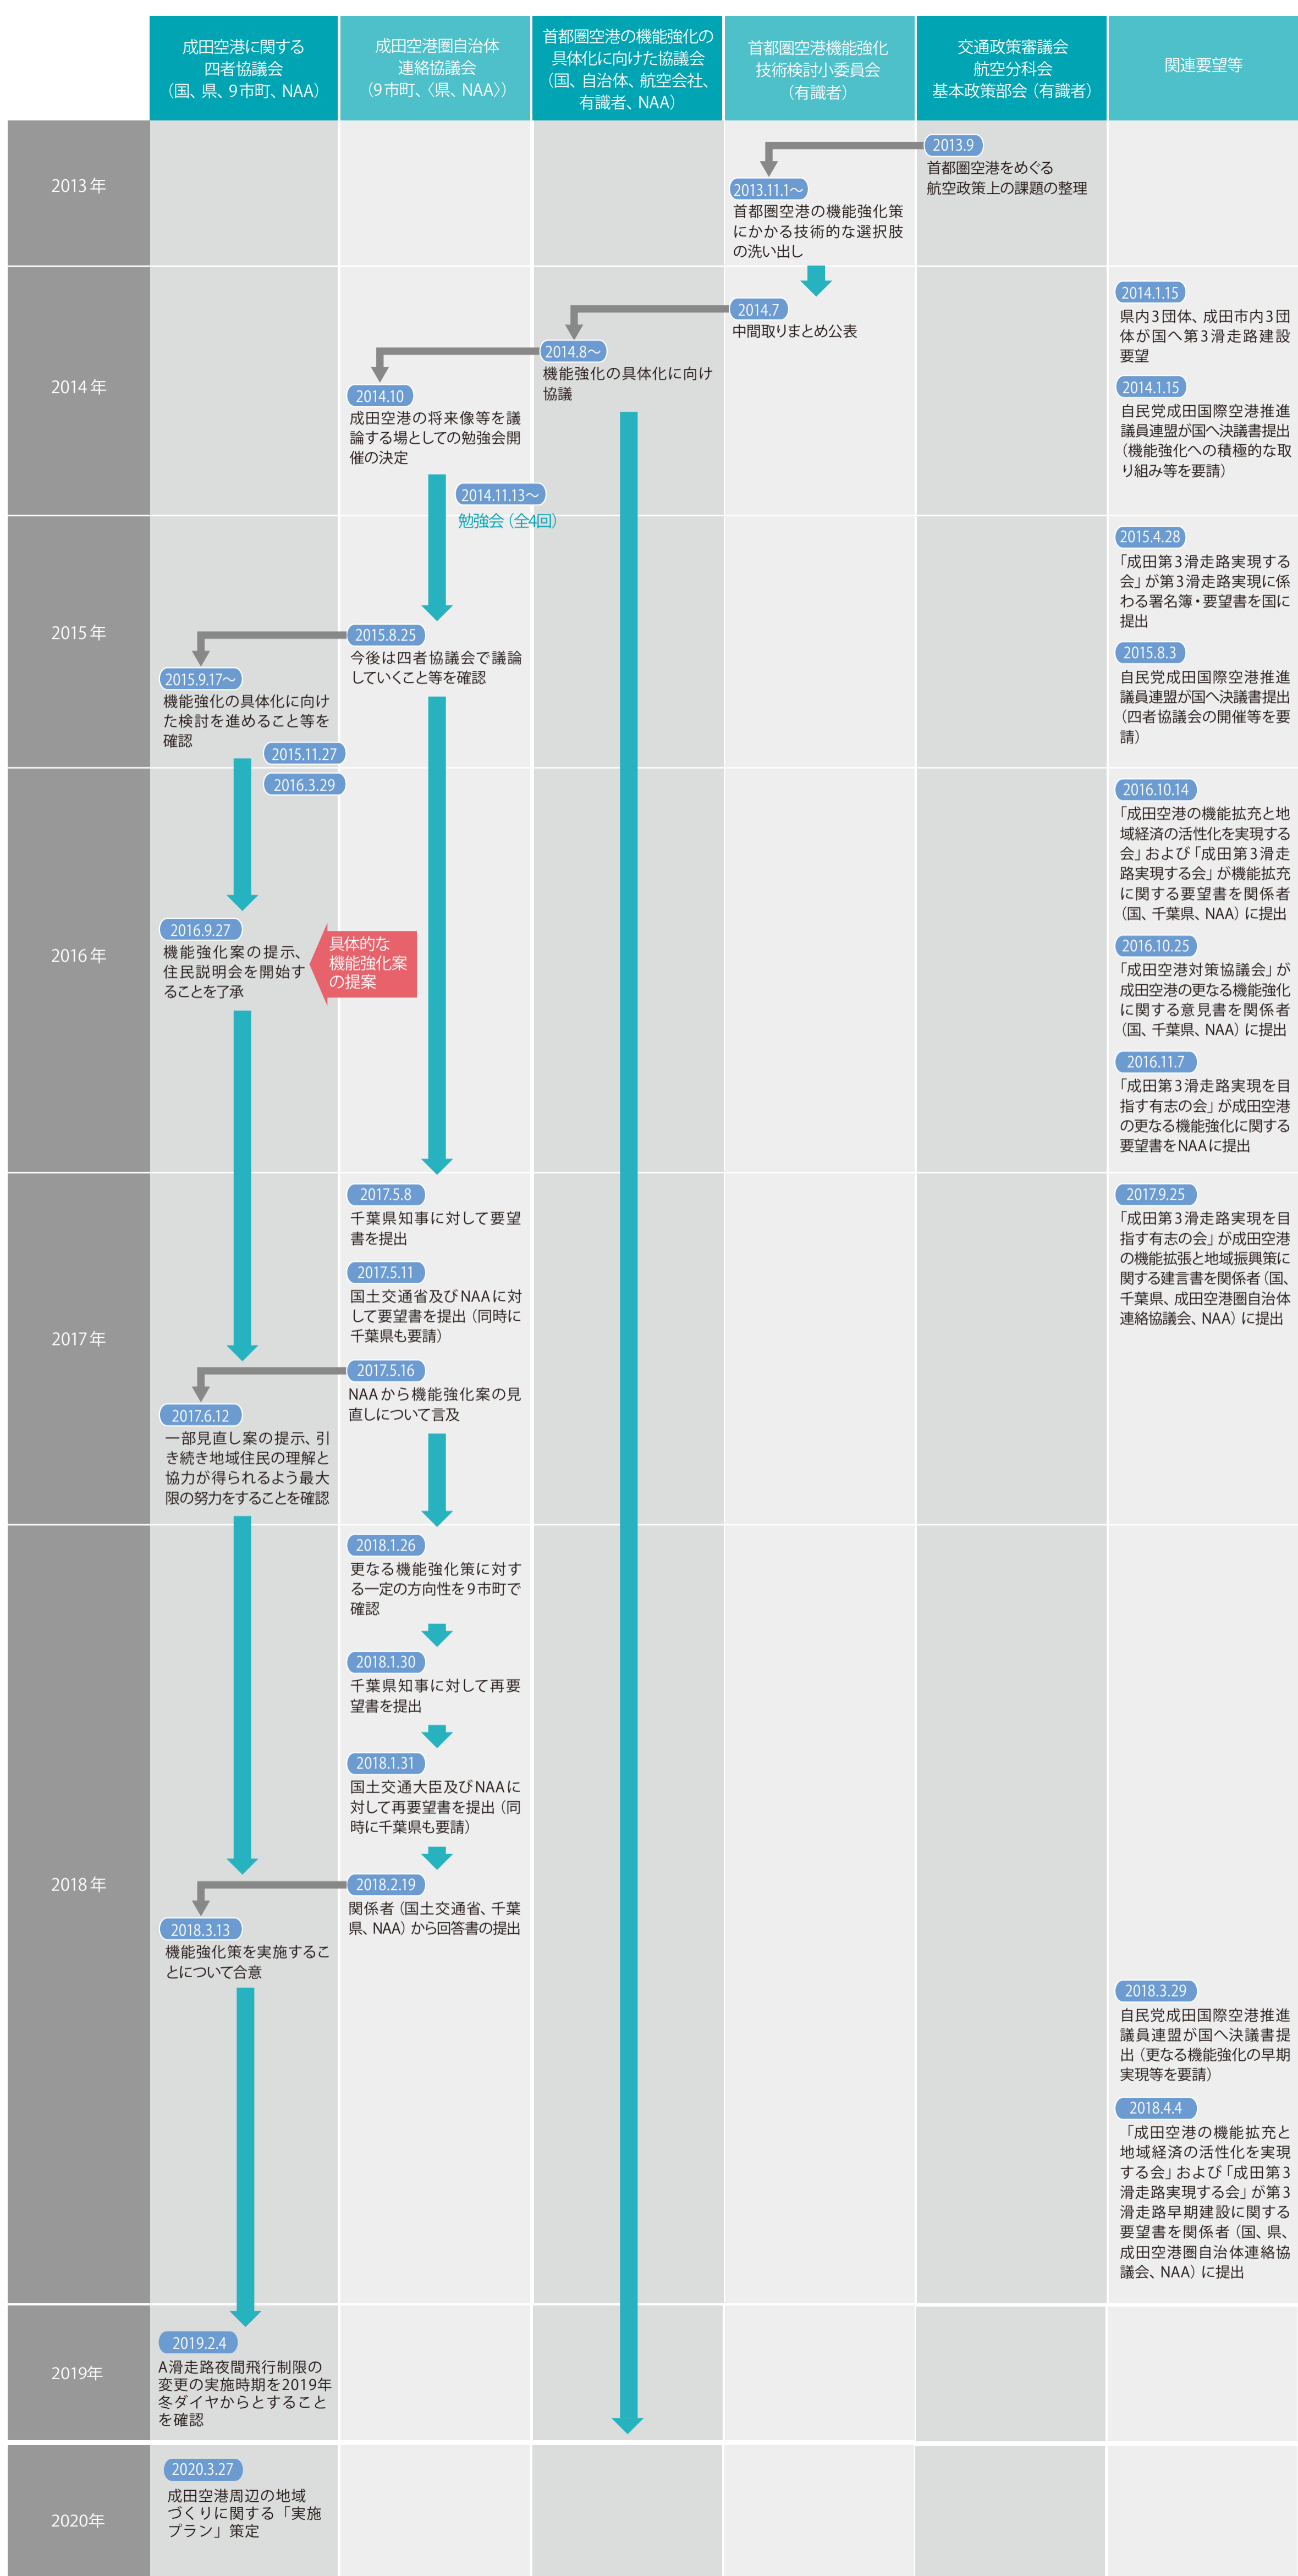 成田空港に関する
四者協議会
（国、県、9市町、NAA）
成田空港圏自治体
連絡協議会
（9市町、〈県、NAA〉）
首都圏空港の機能強化の
具体化に向けた協議会
（国、自治体、航空会社、
有識者、NAA）
首都圏空港機能強化
技術検討小委員会
（有識者）
交通政策審議会
航空分科会
基本政策部会（有識者）
関連要望等
2013年
2013.9
首都圏空港をめぐる
航空政策上の課題の整理
2013.11.1～
首都圏空港の機能強化策
にかかる技術的な選択肢
の洗い出し
2014年
2014.7
中間取りまとめ公表
2014.8～
機能強化の具体化に向け
協議
2014.10
成田空港の将来像等を議
論する場としての勉強会開
催の決定
2014.11.13～
勉強会（全4回）
2014.1.15
県内3団体、成田市内3団
体が国へ第3滑走路建設
要望
2014.1.15
自民党成田国際空港推進
議員連盟が国へ決議書提出
（機能強化への積極的な取
り組み等を要請）
2015年
2015.8.25
今後は四者協議会で議論
していくこと等を確認
2015.9.17～
機能強化の具体化に向け
た検討を進めること等を
確認
2015.11.27
2015.4.28
「成田第3滑走路実現する
会」が第3滑走路実現に係
わる署名簿・要望書を国に
提出
2015.8.3
自民党成田国際空港推進
議員連盟が国へ決議書提出
（四者協議会の開催等を要
請）
2016年
2016.3.29
2016.9.27
機能強化案の提示、
住民説明会を開始す
ることを了承
具体的な
機能強化案
の提案
2016.10.14
「成田空港の機能拡充と地
域経済の活性化を実現する
会」および「成田第3滑走
路実現する会」が機能拡充
に関する要望書を関係者
（国、千葉県、NAA）に提出
2016.10.25
「成田空港対策協議会」が
成田空港の更なる機能強化
に関する意見書を関係者
（国、千葉県、NAA）に提出
2016.11.7
「成田第3滑走路実現を目
指す有志の会」が成田空港
の更なる機能強化に関する
要望書をNAAに提出
2017年
2017.5.8
千葉県知事に対して要望
書を提出
2017.5.11
国土交通省及びNAAに対
して要望書を提出（同時に
千葉県も要請）
2017.5.16
NAAから機能強化案の見
直しについて言及
2017.6.12
一部見直し案の提示、引
き続き地域住民の理解と
協力が得られるよう最大
限の努力をすることを確認
2017.9.25
「成田第3滑走路実現を目
指す有志の会」が成田空港
の機能拡張と地域振興策に
関する建言書を関係者（国、
千葉県、成田空港圏自治体
連絡協議会、NAA）に提出
2018年
2018.1.26
更なる機能強化策に対す
る一定の方向性を9市町で
確認
2018.1.30
千葉県知事に対して再要
望書を提出
2018.1.31
国土交通大臣及びNAAに
対して再要望書を提出（同
時に千葉県も要請）
2018.2.19
関係者（国土交通省、千葉
県、NAA）から回答書の提出
2018.3.13
機能強化策を実施するこ
とについて合意
2018.3.29
自民党成田国際空港推進
議員連盟が国へ決議書提
出（更なる機能強化の早期
実現等を要請）
2018.4.4
「成田空港の機能拡充と
地域経済の活性化を実現
する会」および「成田第3
滑走路実現する会」が第3
滑走路早期建設に関する
要望書を関係者（国、県、
成田空港圏自治体連絡協
議会、NAA）に提出
2019年
2019.2.4
A滑走路夜間飛行制限の
変更の実施時期を2019年
冬ダイヤからとすること
を確認
2020年
2020.3.27
成田空港周辺の地域
づくりに関する「実施
プラン」策定